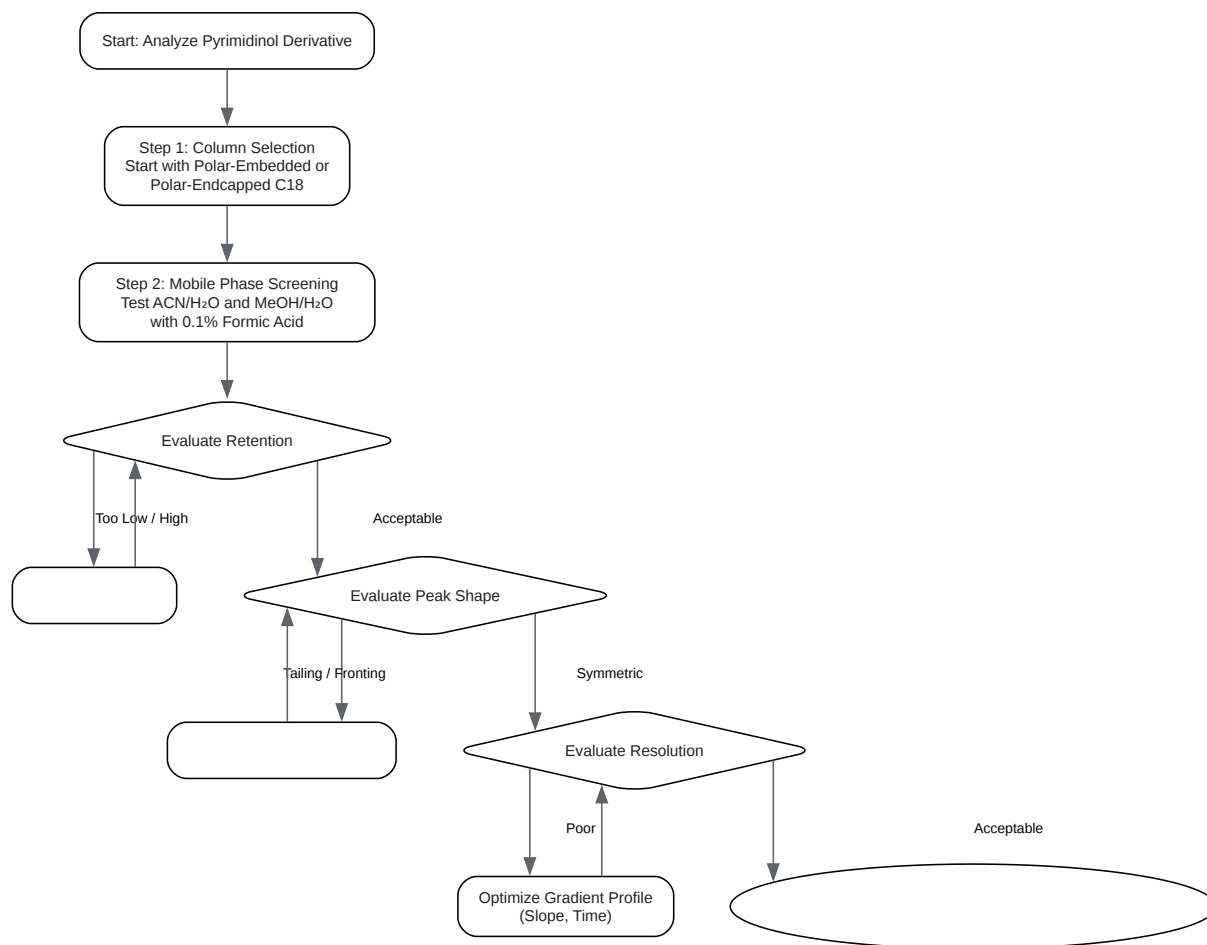 Start: Analyze Pyrimidinol Derivative
Step 1: Column Selection
Start with Polar-Embedded or
Polar-Endcapped C18
Step 2: Mobile Phase Screening
Test ACN/H₂O and MeOH/H₂O
with 0.1% Formic Acid
Evaluate Retention
Too Low / High
Acceptable
Evaluate Peak Shape
Tailing / Fronting
Symmetric
Evaluate Resolution
Poor
Acceptable
Optimize Gradient Profile
(Slope, Time)